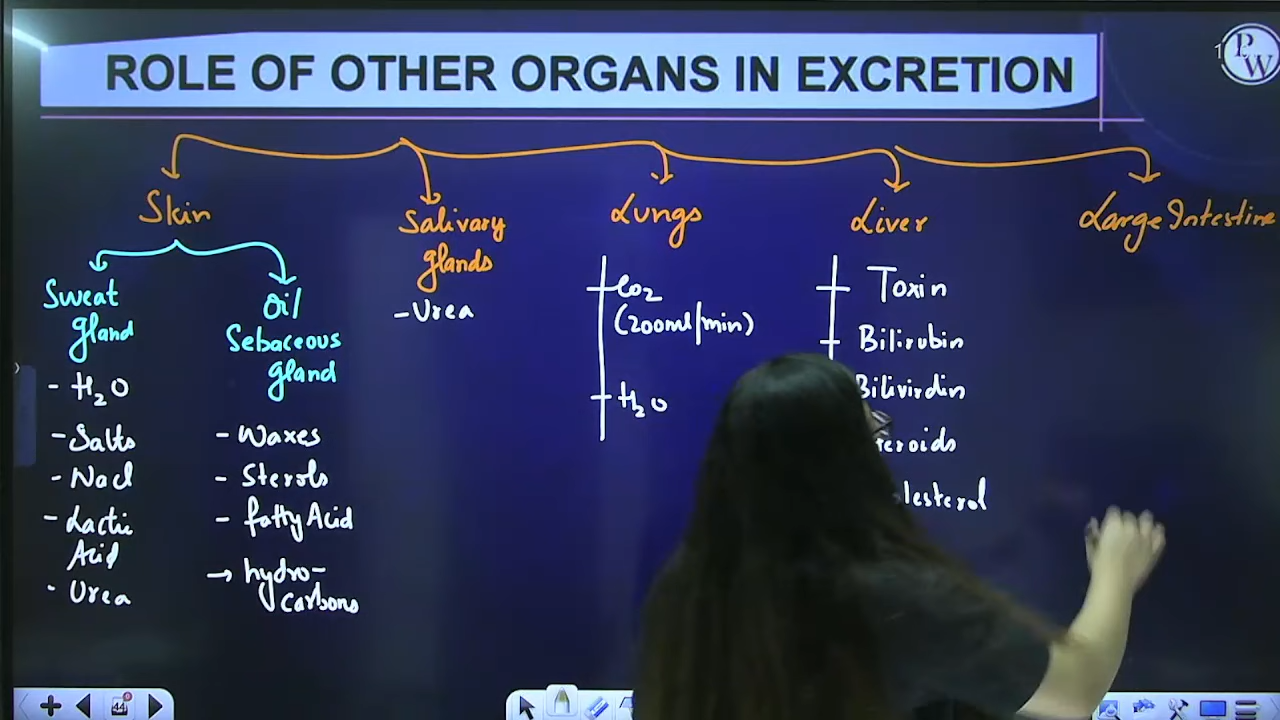 ROLE OF OTHER ORGANS IN EXCRETION
PW
Skin
Salivary
glands
- Urea
Lungs
Liver
Large Intestine
Sweat
gland
- H₂O
- Salts
- Nacl
- Lactic
Acid
- Urea
Oil
Sebaceous
gland
- Waxes
- Sterols
- fatty Acid
→ hydro-
carbons
Co₂
(200ml/min)
H₂O
Toxin
Bilirubin
Bilivirdin
44